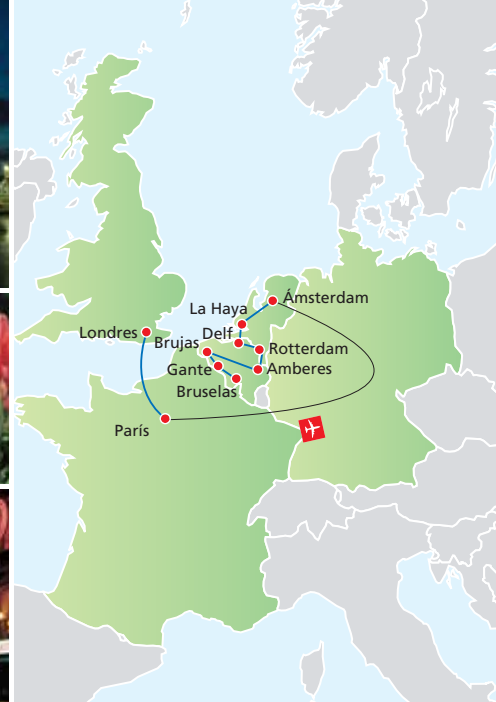 La Haya
Ámsterdam
Londres
Delf
Brujas
Rotterdam
Gante
Amberes
Bruselas
París